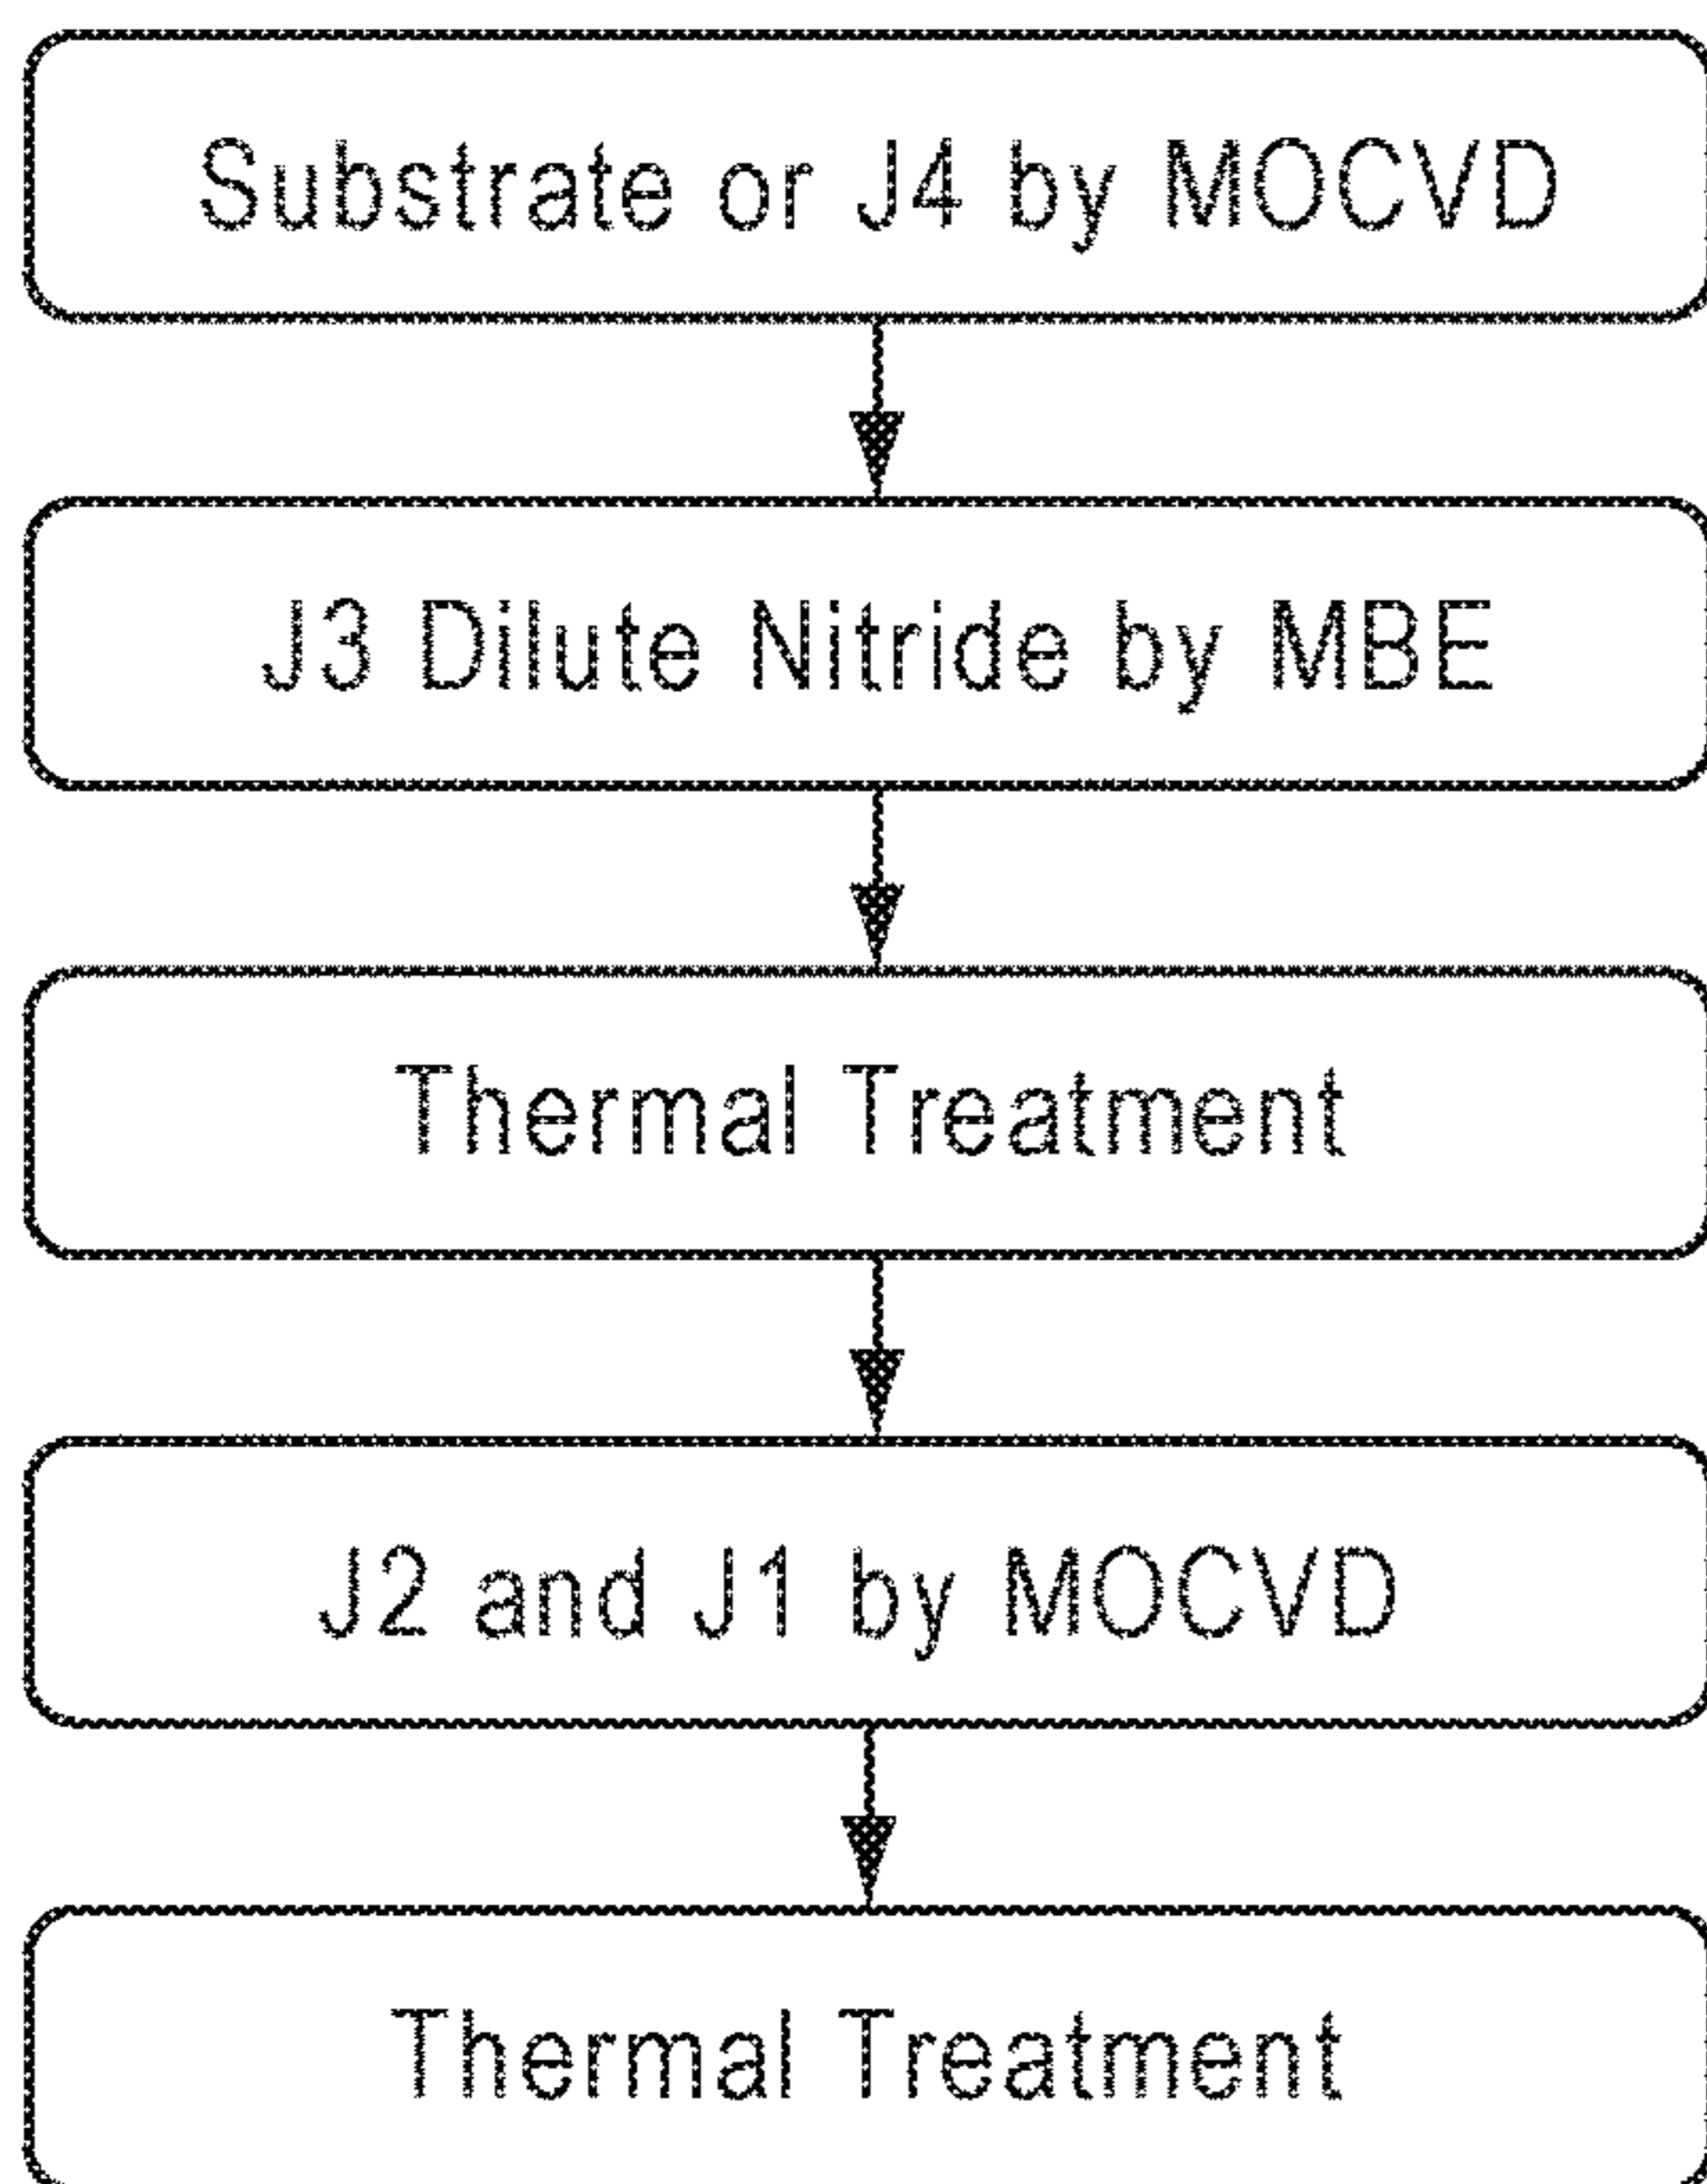 Substrate or J4 by MOCVD
J3 Dilute Nitride by MBE
Thermal Treatment
J2 and J1 by MOCVD
Thermal Treatment